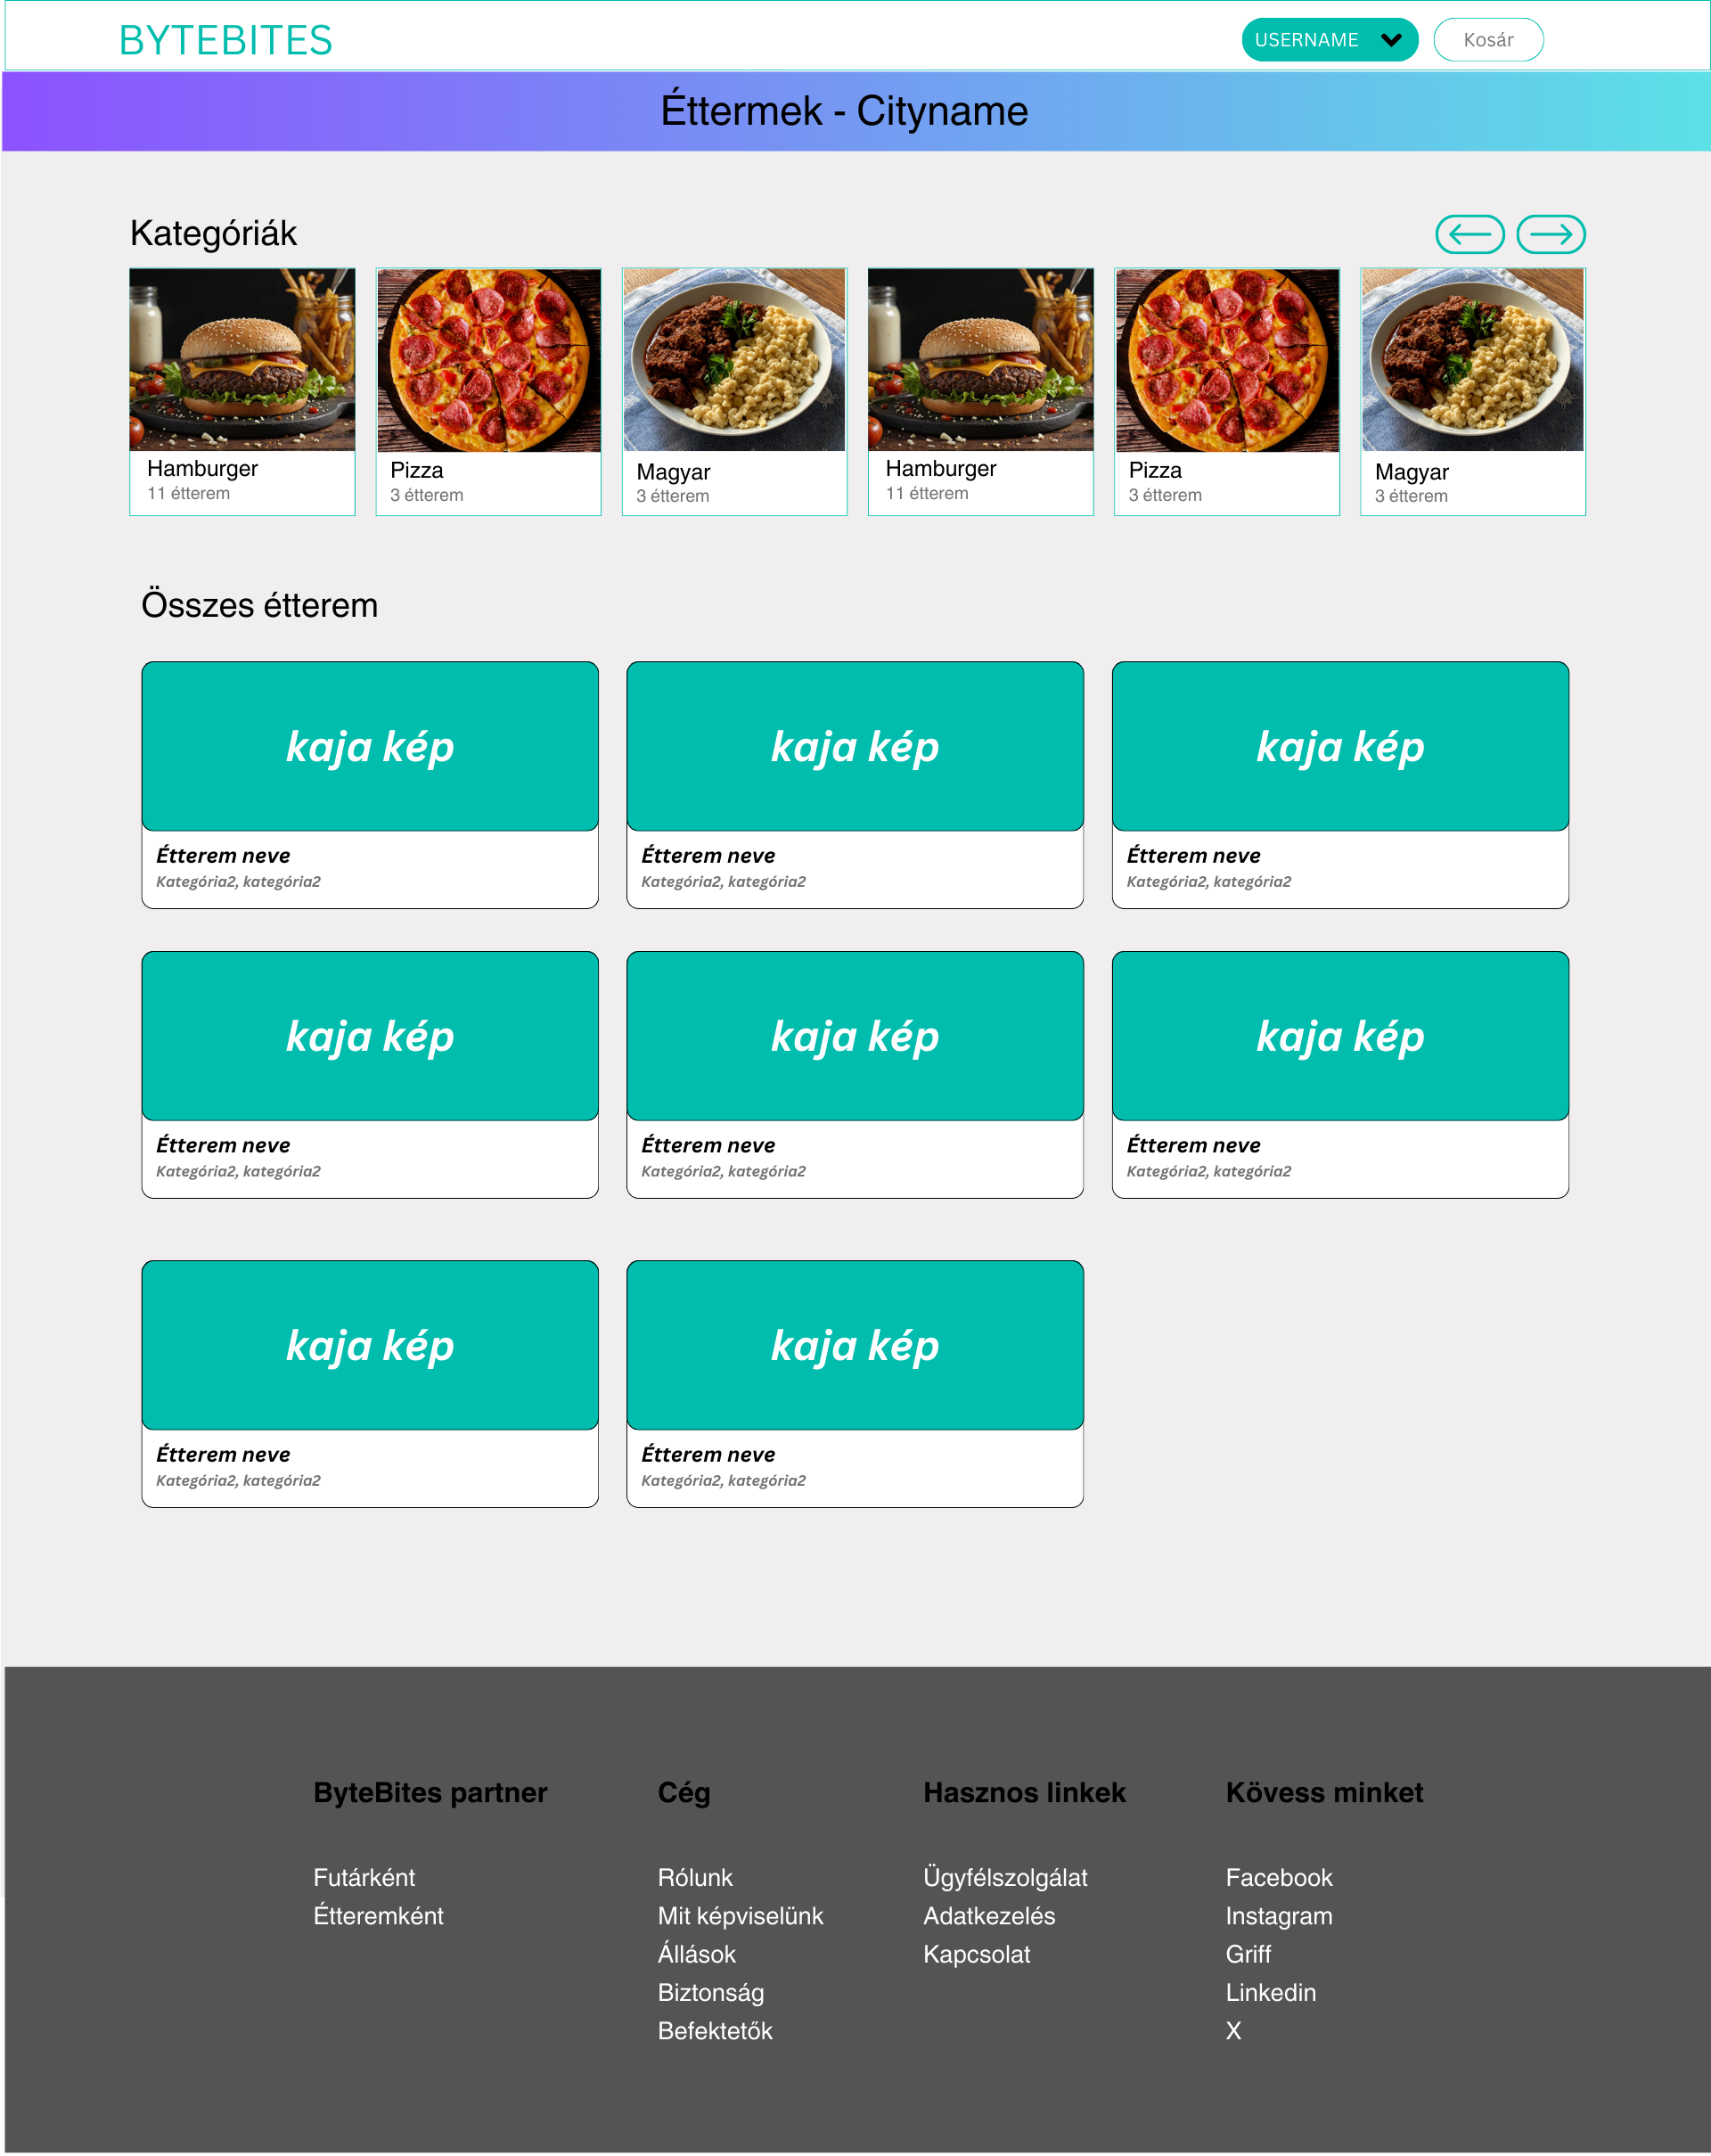 BYTEBITES
USERNAME
Kosár
Éttermek - Cityname
Kategóriák
Hamburger
11 étterem
Pizza
3 étterem
Magyar
3 étterem
Hamburger
11 étterem
Pizza
3 étterem
Magyar
3 étterem
Összes étterem
kaja kép
Étterem neve
Kategória2, kategória2
kaja kép
Étterem neve
Kategória2, kategória2
kaja kép
Étterem neve
Kategória2, kategória2
kaja kép
Étterem neve
Kategória2, kategória2
kaja kép
Étterem neve
Kategória2, kategória2
kaja kép
Étterem neve
Kategória2, kategória2
kaja kép
Étterem neve
Kategória2, kategória2
kaja kép
Étterem neve
Kategória2, kategória2
ByteBites partner
Futárként
Étteremként
Cég
Rólunk
Mit képviselünk
Állások
Biztonság
Befektetők
Hasznos linkek
Ügyfélszolgálat
Adatkezelés
Kapcsolat
Kövess minket
Facebook
Instagram
Griff
Linkedin
X